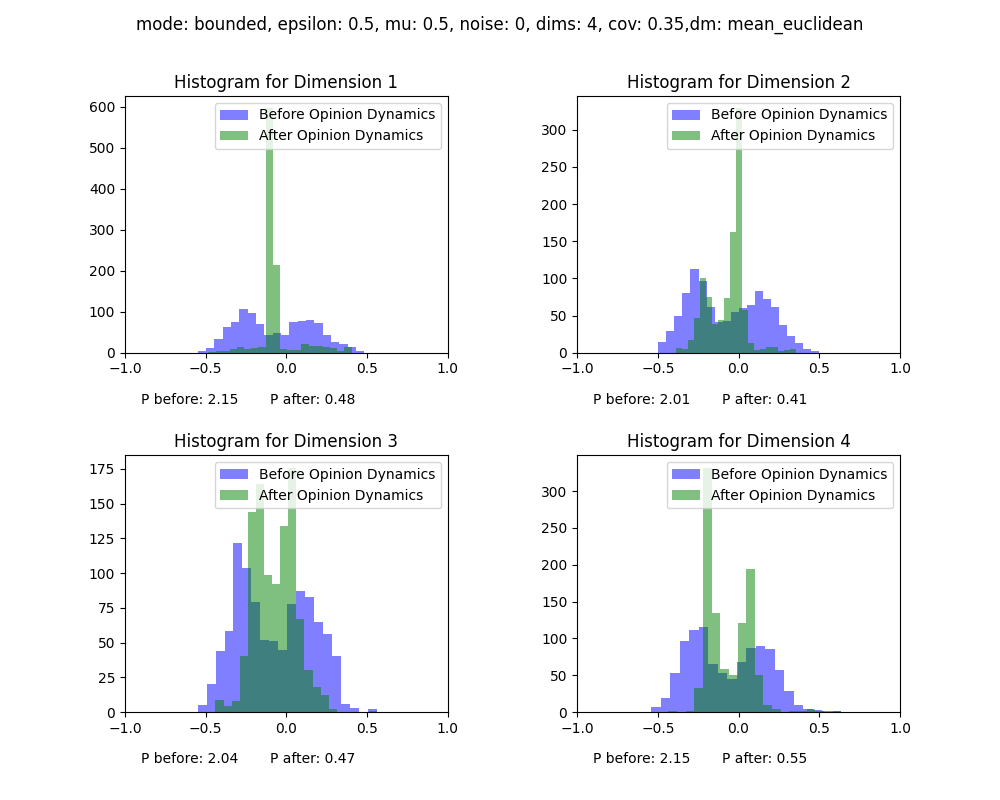 mode: bounded, epsilon: 0.5, mu: 0.5, noise: 0, dims: 4, cov: 0.35,dm: mean_euclidean
Histogram for Dimension 1
Before Opinion Dynamics
After Opinion Dynamics
600
500
400
300
200
100
0
−1.0 −0.5 0.0 0.5 1.0
P before: 2.15 P after: 0.48
Histogram for Dimension 2
Before Opinion Dynamics
After Opinion Dynamics
300
250
200
150
100
50
0
−1.0 −0.5 0.0 0.5 1.0
P before: 2.01 P after: 0.41
Histogram for Dimension 3
Before Opinion Dynamics
After Opinion Dynamics
175
150
125
100
75
50
25
0
−1.0 −0.5 0.0 0.5 1.0
P before: 2.04 P after: 0.47
Histogram for Dimension 4
Before Opinion Dynamics
After Opinion Dynamics
300
250
200
150
100
50
0
−1.0 −0.5 0.0 0.5 1.0
P before: 2.15 P after: 0.55